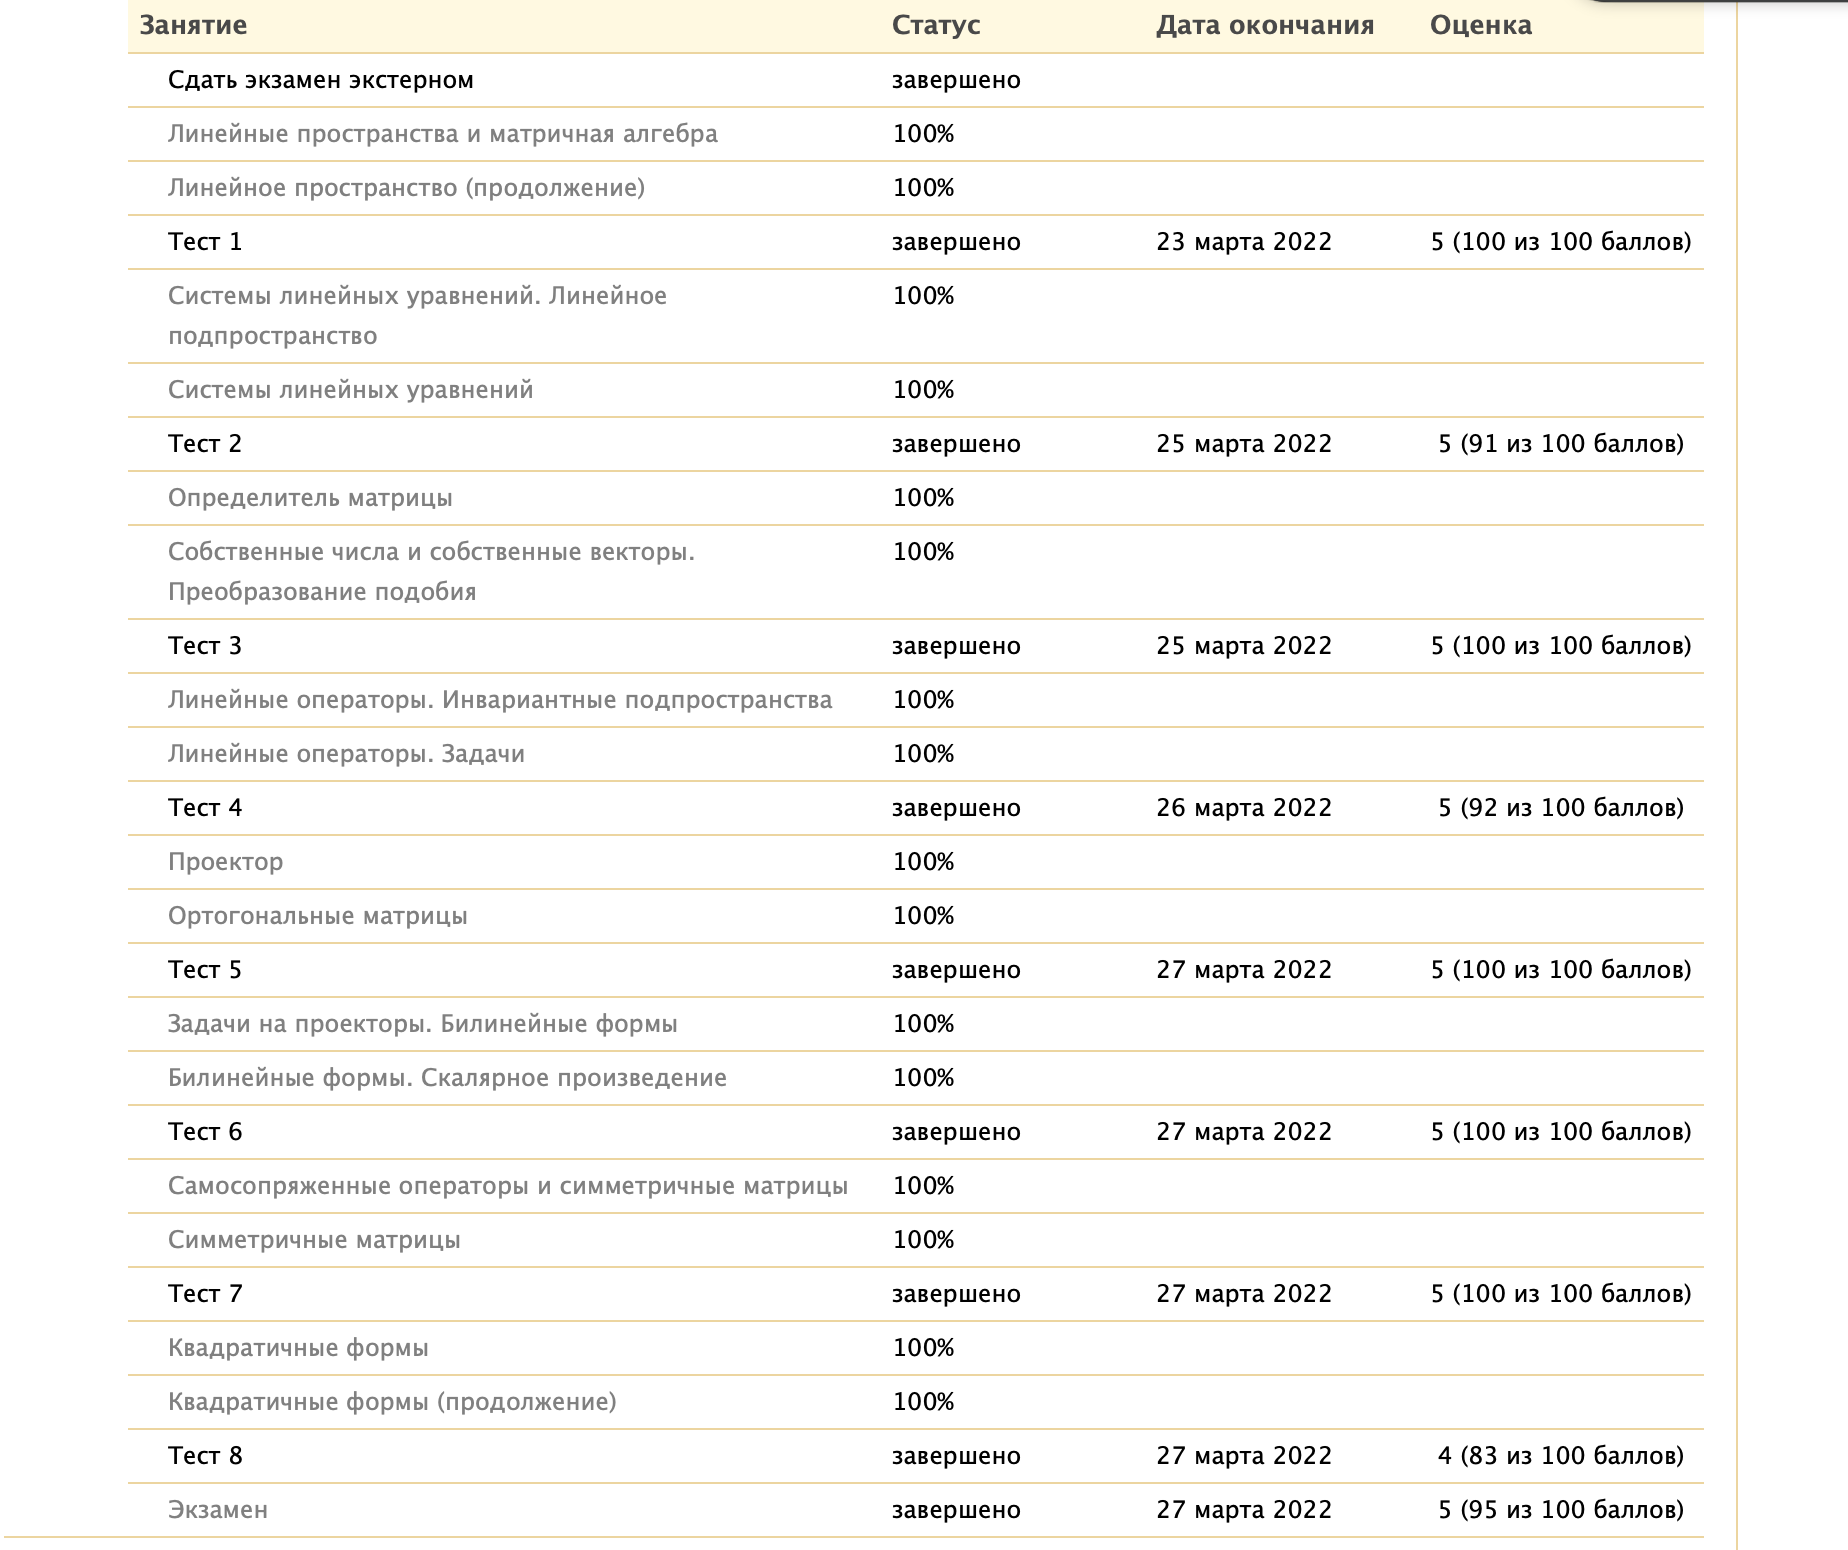 Занятие Статус Дата окончания Оценка
Сдать экзамен экстерном завершено
Линейные пространства и матричная алгебра 100%
Линейное пространство (продолжение) 100%
Тест 1 завершено 23 марта 2022 5 (100 из 100 баллов)
Системы линейных уравнений. Линейное 100%
подпространство
Системы линейных уравнений 100%
Тест 2 завершено 25 марта 2022 5 (91 из 100 баллов)
Определитель матрицы 100%
Собственные числа и собственные векторы. 100%
Преобразование подобия
Тест 3 завершено 25 марта 2022 5 (100 из 100 баллов)
Линейные операторы. Инвариантные подпространства 100%
Линейные операторы. Задачи 100%
Тест 4 завершено 26 марта 2022 5 (92 из 100 баллов)
Проектор 100%
Ортогональные матрицы 100%
Тест 5 завершено 27 марта 2022 5 (100 из 100 баллов)
Задачи на проекторы. Билинейные формы 100%
Билинейные формы. Скалярное произведение 100%
Тест 6 завершено 27 марта 2022 5 (100 из 100 баллов)
Самосопряженные операторы и симметричные матрицы 100%
Симметричные матрицы 100%
Тест 7 завершено 27 марта 2022 5 (100 из 100 баллов)
Квадратичные формы 100%
Квадратичные формы (продолжение) 100%
Тест 8 завершено 27 марта 2022 4 (83 из 100 баллов)
Экзамен завершено 27 марта 2022 5 (95 из 100 баллов)